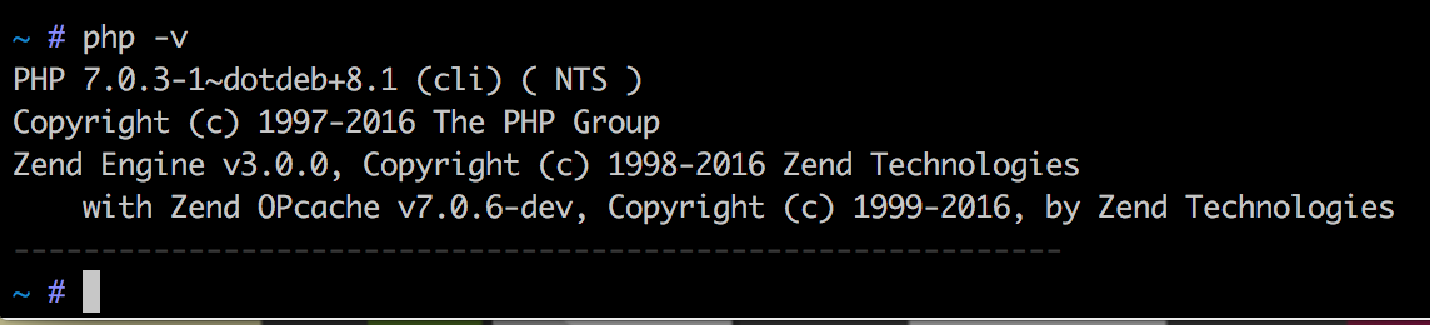 ~ # php -v
PHP 7.0.3-1~dotdeb+8.1 (cli) ( NTS )
Copyright (c) 1997-2016 The PHP Group
Zend Engine v3.0.0, Copyright (c) 1998-2016 Zend Technologies
    with Zend OPcache v7.0.6-dev, Copyright (c) 1999-2016, by Zend Technologies
------------------------------------------------------------
~ #